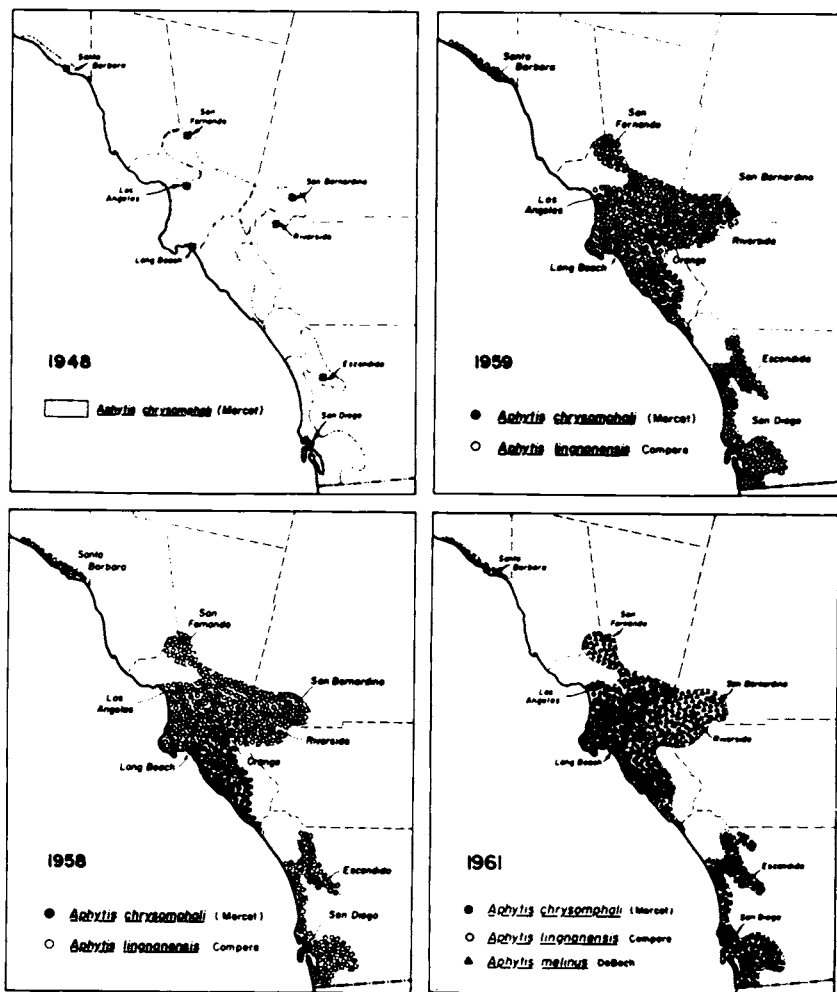 Santa
Barbara
San
Fernando
Los
Angeles
San Bernardino
Riverside
Long Beach
Escondido
San Diego
1948
Aphytis chrysomphali (Mercet)
Santa
Barbara
San
Fernando
San Bernardino
Los
Angeles
Riverside
Orange
Long Beach
Escondido
San Diego
1959
Aphytis chrysomphali (Mercet)
Aphytis lingnanensis Compere
Santa
Barbara
San
Fernando
San Bernardino
Los
Angeles
Riverside
Orange
Long Beach
Escondido
San Diego
1958
Aphytis chrysomphali (Mercet)
Aphytis lingnanensis Compere
Santa
Barbara
San
Fernando
San Bernardino
Los
Angeles
Riverside
Orange
Long Beach
Escondido
San Diego
1961
Aphytis chrysomphali (Mercet)
Aphytis lingnanensis Compere
Aphytis melinus DeBach